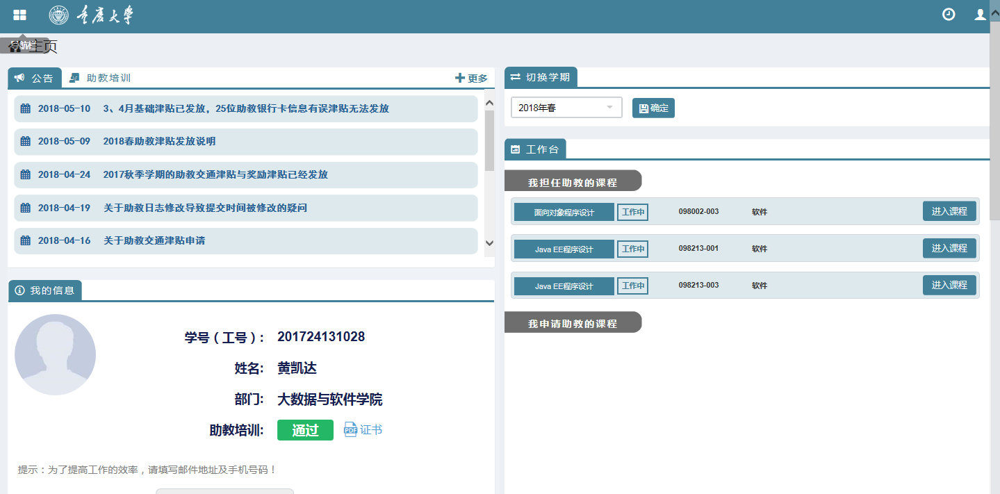 重庆大学
导航栏
主页
公告
助教培训
更多
2018-05-10 3、4月基础津贴已发放，25位助教银行卡信息有误津贴无法发放
2018-05-09 2018春助教津贴发放说明
2018-04-24 2017秋季学期的助教交通津贴与奖励津贴已经发放
2018-04-19 关于助教日志修改导致提交时间被修改的疑问
2018-04-16 关于助教交通津贴申请
我的信息
学号（工号）: 201724131028
姓名: 黄凯达
部门: 大数据与软件学院
助教培训: 通过 PDF 证书
提示：为了提高工作的效率，请填写邮件地址及手机号码！
切换学期
2018年春 确定
工作台
我担任助教的课程
面向对象程序设计 工作中 098002-003 软件 进入课程
Java EE程序设计 工作中 098213-001 软件 进入课程
Java EE程序设计 工作中 098213-003 软件 进入课程
我申请助教的课程